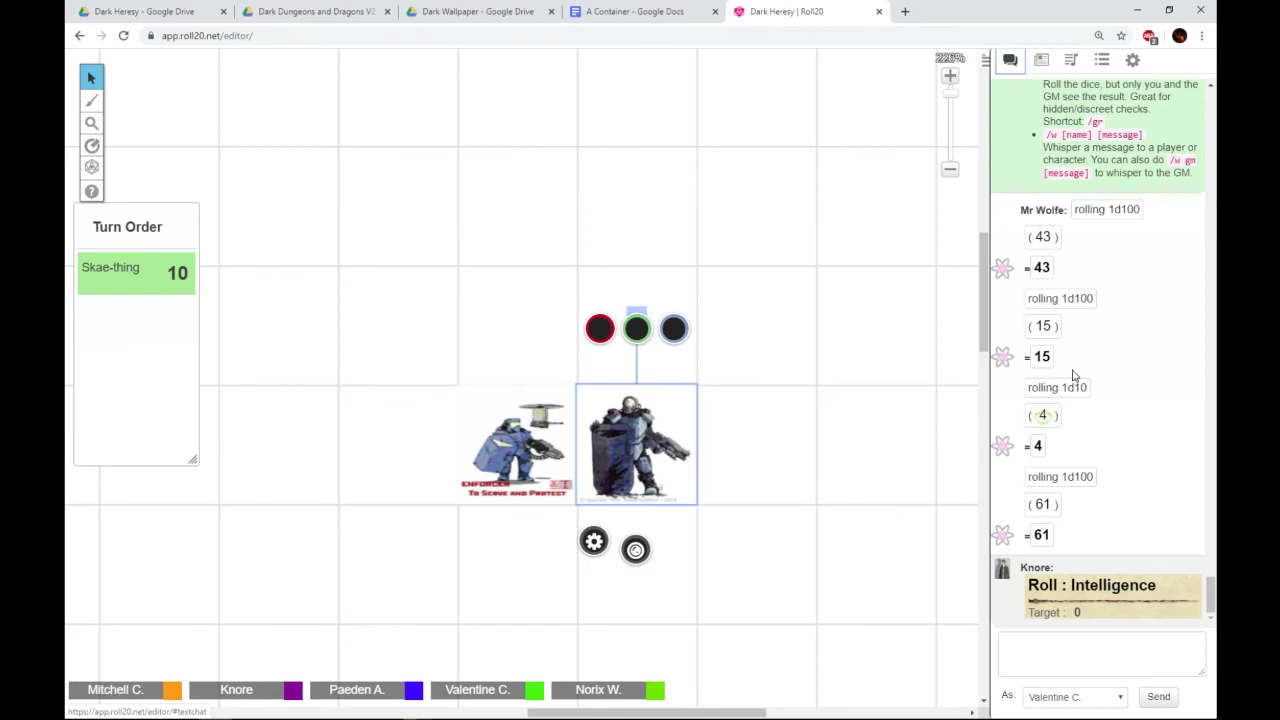 Dark Heresy - Google Drive
Dark Dungeons and Dragons V2
Dark Wallpaper - Google Drive
A Container - Google Docs
Dark Heresy | Roll20
app.roll20.net/editor/
2
226%
Roll the dice, but only you and the
GM see the result. Great for
hidden/discreet checks.
Shortcut: /gr
/w [name] [message]
Whisper a message to a player or
character. You can also do /w gm
[message] to whisper to the GM.
Turn Order
Skae-thing 10
Mr Wolfe: rolling 1d100
( 43 )
= 43
rolling 1d100
( 15 )
= 15
rolling 1d10
( 4 )
= 4
rolling 1d100
( 61 )
= 61
Knore:
Roll : Intelligence
Target : 0
ENFORCER
TO SERVE AND PROTECT
As: Valentine C. Send
Mitchell C.
Knore
Paeden A.
Valentine C.
Norix W.
https://app.roll20.net/editor/#textchat